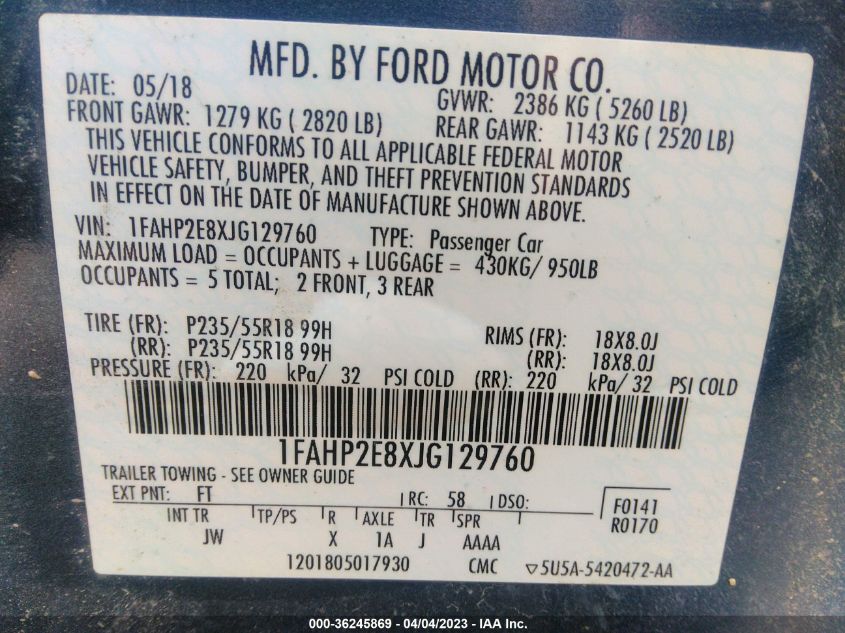 MFD. BY FORD MOTOR CO.
DATE: 05/18 GVWR: 2386 KG ( 5260 LB)
FRONT GAWR: 1279 KG ( 2820 LB) REAR GAWR: 1143 KG ( 2520 LB)
THIS VEHICLE CONFORMS TO ALL APPLICABLE FEDERAL MOTOR
VEHICLE SAFETY, BUMPER, AND THEFT PREVENTION STANDARDS
IN EFFECT ON THE DATE OF MANUFACTURE SHOWN ABOVE.
VIN: 1FAHP2E8XJG129760 TYPE: Passenger Car
MAXIMUM LOAD = OCCUPANTS + LUGGAGE = 430KG/ 950LB
OCCUPANTS = 5 TOTAL; 2 FRONT, 3 REAR
TIRE (FR): P235/55R18 99H RIMS (FR): 18X8.0J
(RR): P235/55R18 99H (RR): 18X8.0J
PRESSURE (FR): 220 kPa/ 32 PSI COLD (RR): 220 kPa/ 32 PSI COLD
1FAHP2E8XJG129760
TRAILER TOWING - SEE OWNER GUIDE
EXT PNT: FT RC: 58 DSO: F0141
R0170
INT TR TP/PS R AXLE TR SPR
JW X 1A J AAAA
1201805017930 CMC ▽5U5A-5420472-AA
000-36245869 - 04/04/2023 - IAA Inc.